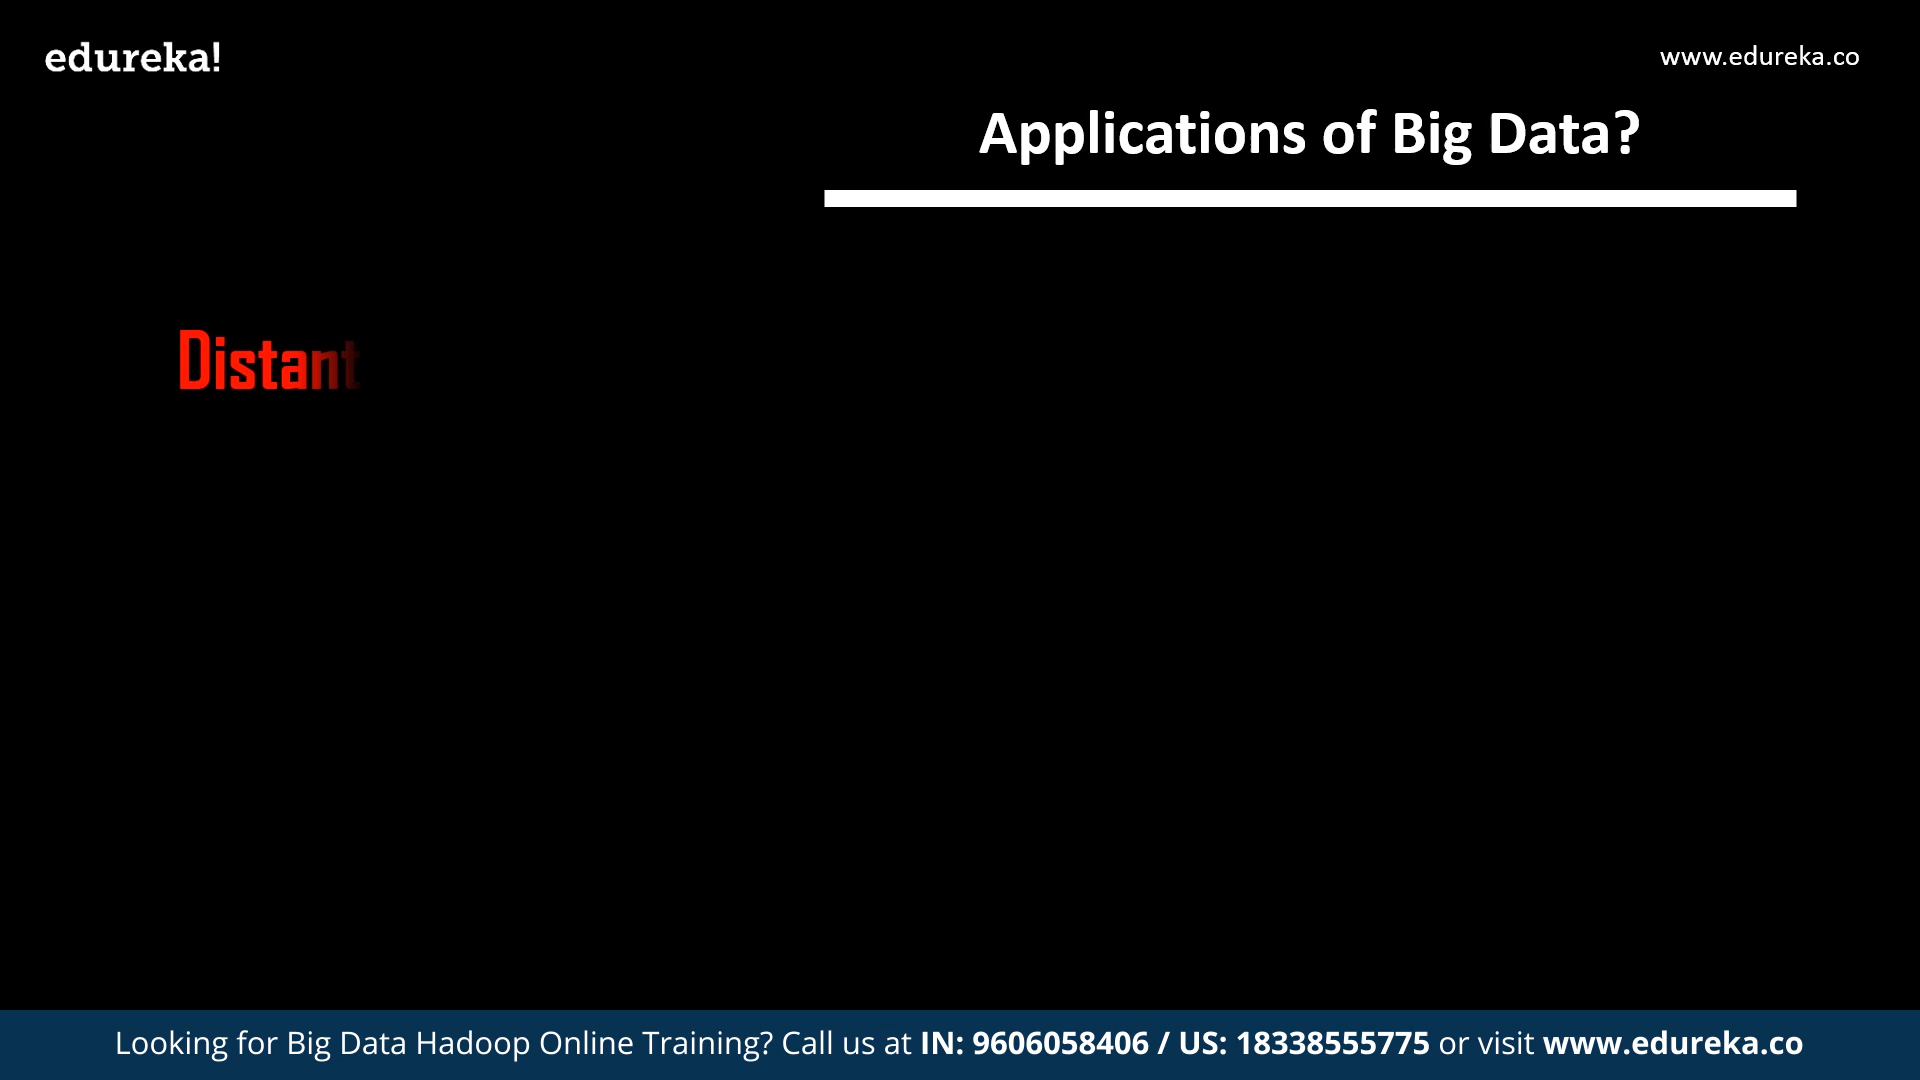 edureka!
www.edureka.co
Applications of Big Data?
Distant
Looking for Big Data Hadoop Online Training? Call us at IN: 9606058406 / US: 18338555775 or visit www.edureka.co